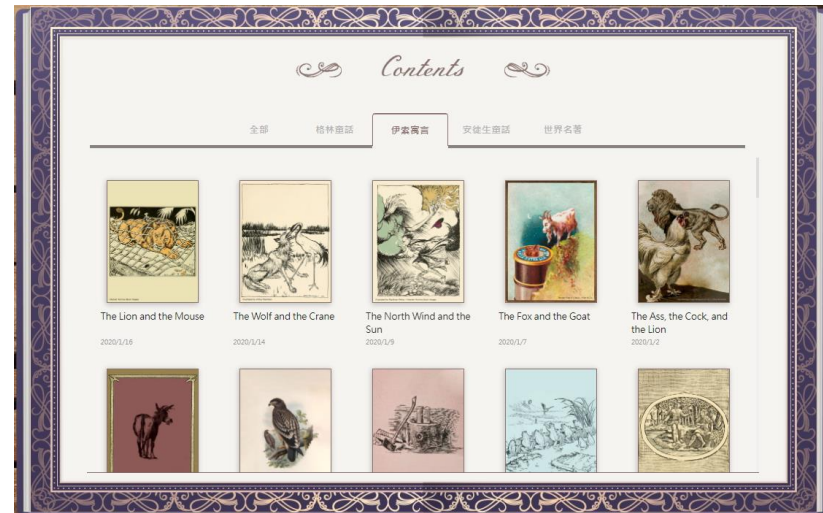 Contents
全部 格林童話 伊索寓言 安徒生童話 世界名著
The Lion and the Mouse
2020/1/16
The Wolf and the Crane
2020/1/14
The North Wind and the
Sun
2020/1/9
The Fox and the Goat
2020/1/7
The Ass, the Cock, and
the Lion
2020/1/2